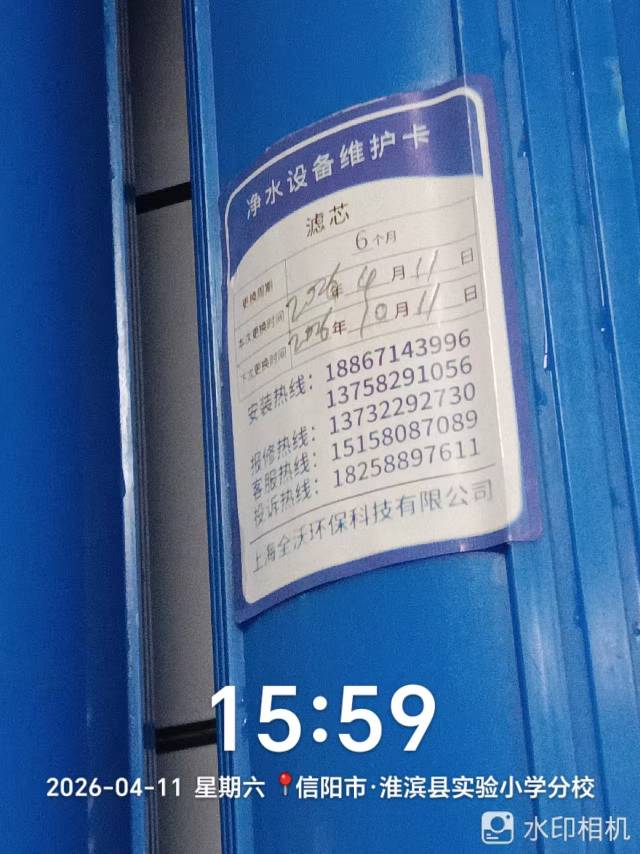 净水设备维护卡
滤芯
更换周期 6个月
本次更换时间 2026年4月11日
下次更换时间 2026年10月11日
安装热线：18867143996
13758291056
报修热线：13732292730
客服热线：15158087089
投诉热线：18258897611
上海全沃环保科技有限公司
15:59
2026-04-11 星期六 信阳市·淮滨县实验小学分校
水印相机